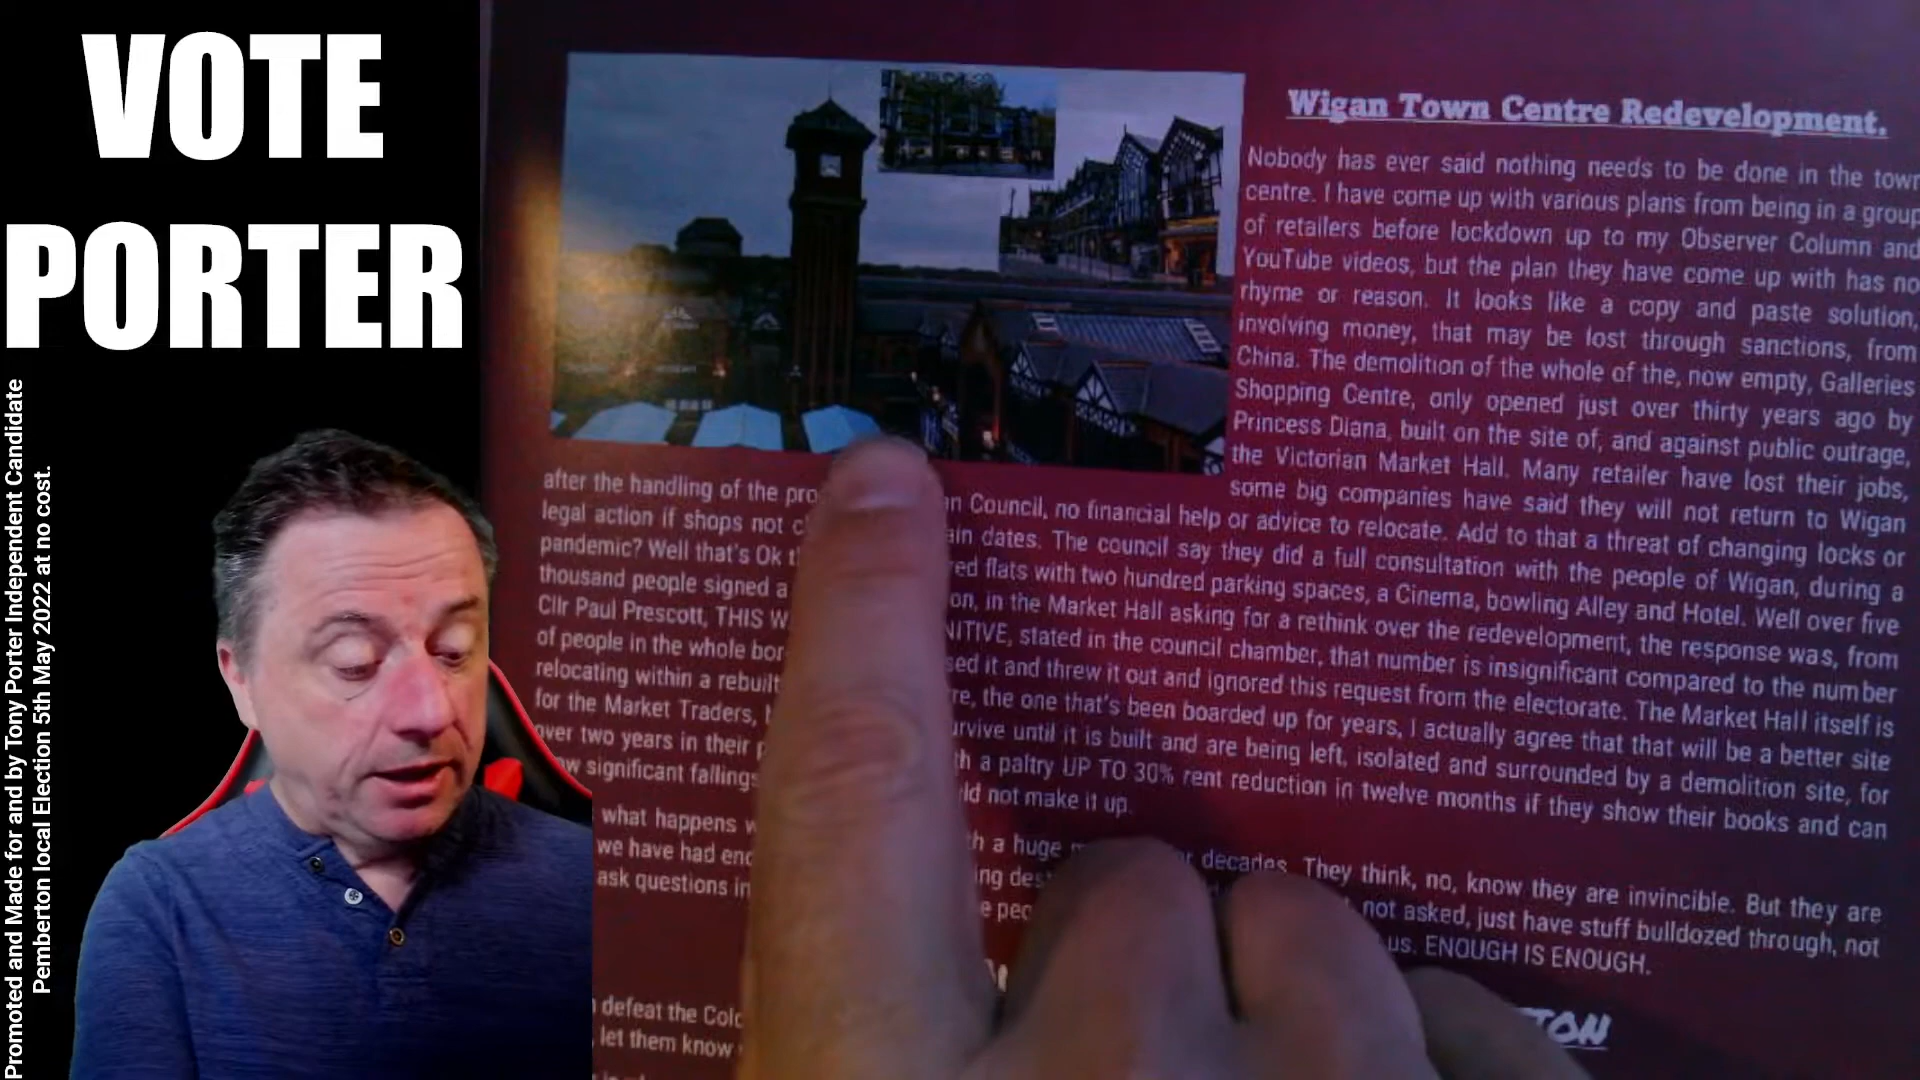 VOTE
PORTER
Promoted and Made for and by Tony Porter Independent Candidate
Pemberton local Election 5th May 2022 at no cost.
Wigan Town Centre Redevelopment.
Nobody has ever said nothing needs to be done in the town
centre. I have come up with various plans from being in a group
of retailers before lockdown up to my Observer Column and
YouTube videos, but the plan they have come up with has no
rhyme or reason. It looks like a copy and paste solution,
involving money, that may be lost through sanctions, from
China. The demolition of the whole of the, now empty, Galleries
Shopping Centre, only opened just over thirty years ago by
Princess Diana, built on the site of, and against public outrage,
the Victorian Market Hall. Many retailer have lost their jobs,
some big companies have said they will not return to Wigan
after the handling of the Council, no financial help or advice to relocate. Add to that a threat of changing locks or
legal action if shops not dates. The council say they did a full consultation with the people of Wigan, during a
pandemic? Well that's Ok flats with two hundred parking spaces, a Cinema, bowling Alley and Hotel. Well over five
thousand people signed a in the Market Hall asking for a rethink over the redevelopment, the response was, from
Cllr Paul Prescott, THIS stated in the council chamber, that number is insignificant compared to the number
of people in the whole it and threw it out and ignored this request from the electorate. The Market Hall itself is
relocating within a rebuilt the one that's been boarded up for years, I actually agree that that will be a better site
for the Market Traders, until it is built and are being left, isolated and surrounded by a demolition site, for
over two years in their a paltry UP TO 30% rent reduction in twelve months if they show their books and can
significant not make it up.
what happens a huge decades. They think, no, know they are invincible. But they are
we have had not asked, just have stuff bulldozed through, not
ask questions us. ENOUGH IS ENOUGH.
defeat the
let them know